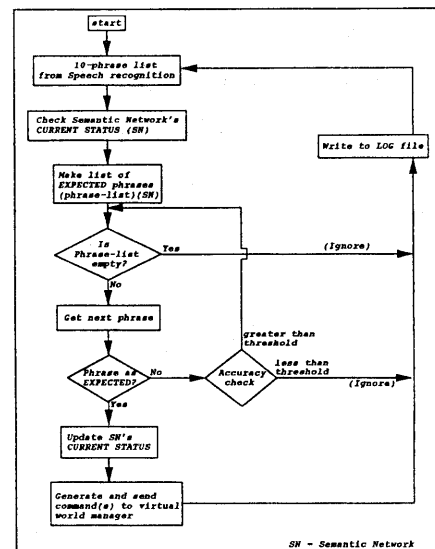 start
10-phrase list
from Speech recognition
Check Semantic Network's
CURRENT STATUS (SN)
Write to LOG file
Make list of
EXPECTED phrases
(phrase-list)(SN)
Is
Phrase-list
empty?
Yes
(Ignore)
No
Get next phrase
greater than
threshold
Phrase as
EXPECTED?
No
Accuracy
check
less than
threshold
(Ignore)
Yes
Update SN's
CURRENT STATUS
Generate and send
command(s) to virtual
world manager
SN - Semantic Network